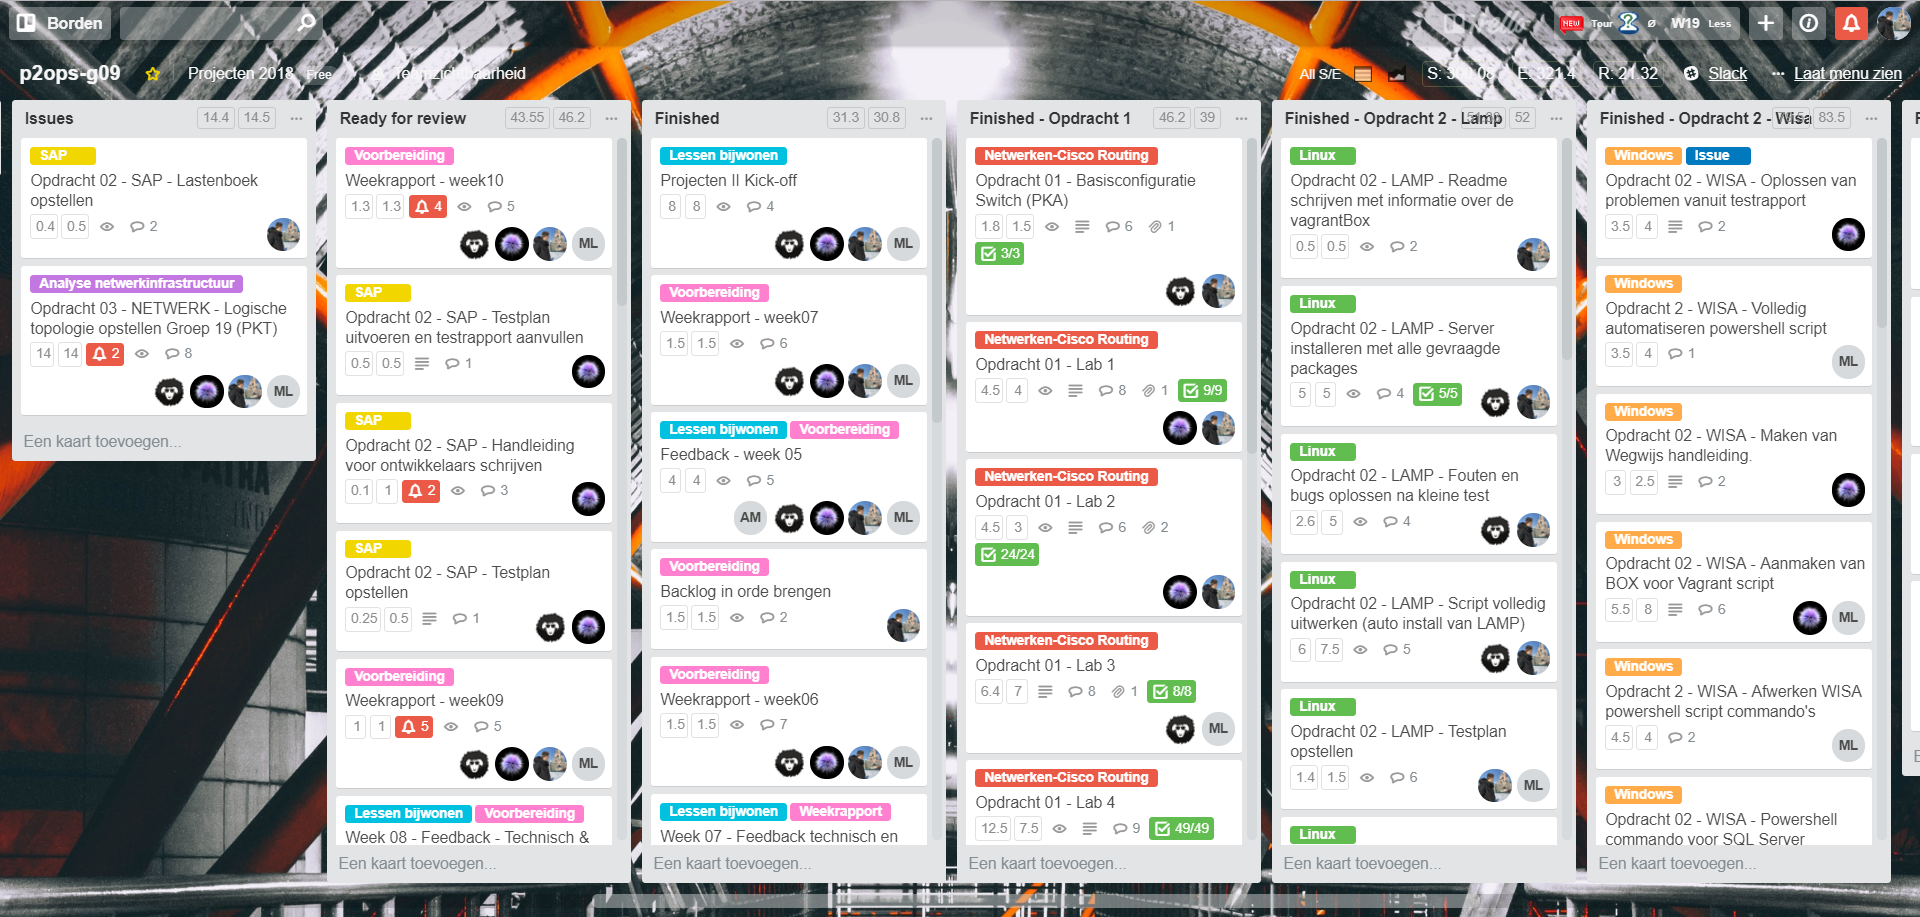 Borden
NEW Tour Ø W19 Less
p2ops-g09
Projecten 2018 Free
All S/E
E: 321.4 R: 21.32
Slack
Laat menu zien
Issues 14.4 14.5
SAP
Opdracht 02 - SAP - Lastenboek
opstellen
0.4 0.5 2
Analyse netwerkinfrastructuur
Opdracht 03 - NETWERK - Logische
topologie opstellen Groep 19 (PKT)
14 14 2 8
ML
Een kaart toevoegen...
Ready for review 43.55 46.2
Voorbereiding
Weekrapport - week10
1.3 1.3 4 5
ML
SAP
Opdracht 02 - SAP - Testplan
uitvoeren en testrapport aanvullen
0.5 0.5 1
SAP
Opdracht 02 - SAP - Handleiding
voor ontwikkelaars schrijven
0.1 1 2 3
SAP
Opdracht 02 - SAP - Testplan
opstellen
0.25 0.5 1
Voorbereiding
Weekrapport - week09
1 1 5 5
ML
Lessen bijwonen Voorbereiding
Week 08 - Feedback - Technisch &
Een kaart toevoegen...
Finished 31.3 30.8
Lessen bijwonen
Projecten II Kick-off
8 8 4
ML
Voorbereiding
Weekrapport - week07
1.5 1.5 6
ML
Lessen bijwonen Voorbereiding
Feedback - week 05
4 4 5
AM ML
Voorbereiding
Backlog in orde brengen
1.5 1.5 2
Voorbereiding
Weekrapport - week06
1.5 1.5 7
ML
Lessen bijwonen Weekrapport
Week 07 - Feedback technisch en
Een kaart toevoegen...
Finished - Opdracht 1 46.2 39
Netwerken-Cisco Routing
Opdracht 01 - Basisconfiguratie
Switch (PKA)
1.8 1.5 6 1
3/3
Netwerken-Cisco Routing
Opdracht 01 - Lab 1
4.5 4 8 1 9/9
Netwerken-Cisco Routing
Opdracht 01 - Lab 2
4.5 3 6 2
24/24
Netwerken-Cisco Routing
Opdracht 01 - Lab 3
6.4 7 8 1 8/8
ML
Netwerken-Cisco Routing
Opdracht 01 - Lab 4
12.5 7.5 9 49/49
Een kaart toevoegen...
Finished - Opdracht 2 - Lamp 52
Linux
Opdracht 02 - LAMP - Readme
schrijven met informatie over de
vagrantBox
0.5 0.5 2
Linux
Opdracht 02 - LAMP - Server
installeren met alle gevraagde
packages
5 5 4 5/5
Linux
Opdracht 02 - LAMP - Fouten en
bugs oplossen na kleine test
2.6 5 4
Linux
Opdracht 02 - LAMP - Script volledig
uitwerken (auto install van LAMP)
6 7.5 5
Linux
Opdracht 02 - LAMP - Testplan
opstellen
1.4 1.5 6
ML
Linux
Een kaart toevoegen...
Finished - Opdracht 2 - Wisa 83.5
Windows Issue
Opdracht 02 - WISA - Oplossen van
problemen vanuit testrapport
3.5 4 2
Windows
Opdracht 2 - WISA - Volledig
automatiseren powershell script
3.5 4 1
ML
Windows
Opdracht 02 - WISA - Maken van
Wegwijs handleiding.
3 2.5 2
Windows
Opdracht 02 - WISA - Aanmaken van
BOX voor Vagrant script
5.5 8 6
ML
Windows
Opdracht 2 - WISA - Afwerken WISA
powershell script commando's
4.5 4 2
ML
Windows
Opdracht 02 - WISA - Powershell
commando voor SQL Server
Een kaart toevoegen...